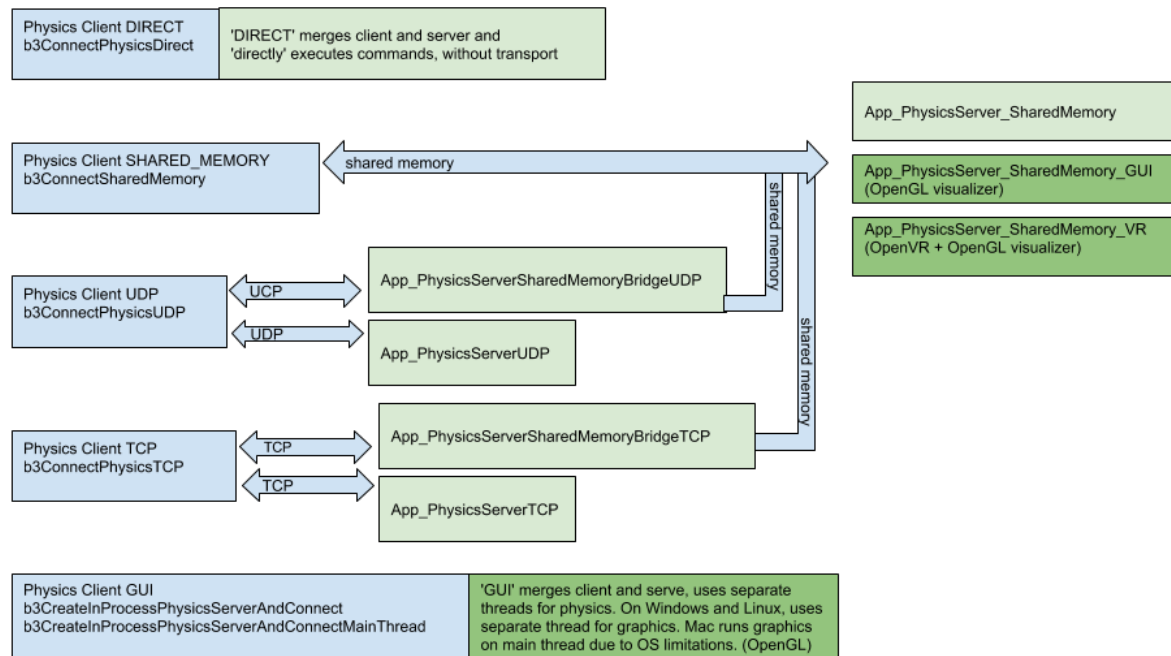 Physics Client DIRECT
b3ConnectPhysicsDirect
'DIRECT' merges client and server and
'directly' executes commands, without transport
App_PhysicsServer_SharedMemory
Physics Client SHARED_MEMORY
b3ConnectSharedMemory
shared memory
App_PhysicsServer_SharedMemory_GUI
(OpenGL visualizer)
App_PhysicsServer_SharedMemory_VR
(OpenVR + OpenGL visualizer)
shared memory
shared memory
Physics Client UDP
b3ConnectPhysicsUDP
UCP
UDP
App_PhysicsServerSharedMemoryBridgeUDP
App_PhysicsServerUDP
Physics Client TCP
b3ConnectPhysicsTCP
TCP
TCP
App_PhysicsServerSharedMemoryBridgeTCP
App_PhysicsServerTCP
Physics Client GUI
b3CreateInProcessPhysicsServerAndConnect
b3CreateInProcessPhysicsServerAndConnectMainThread
'GUI' merges client and serve, uses separate
threads for physics. On Windows and Linux, uses
separate thread for graphics. Mac runs graphics
on main thread due to OS limitations. (OpenGL)